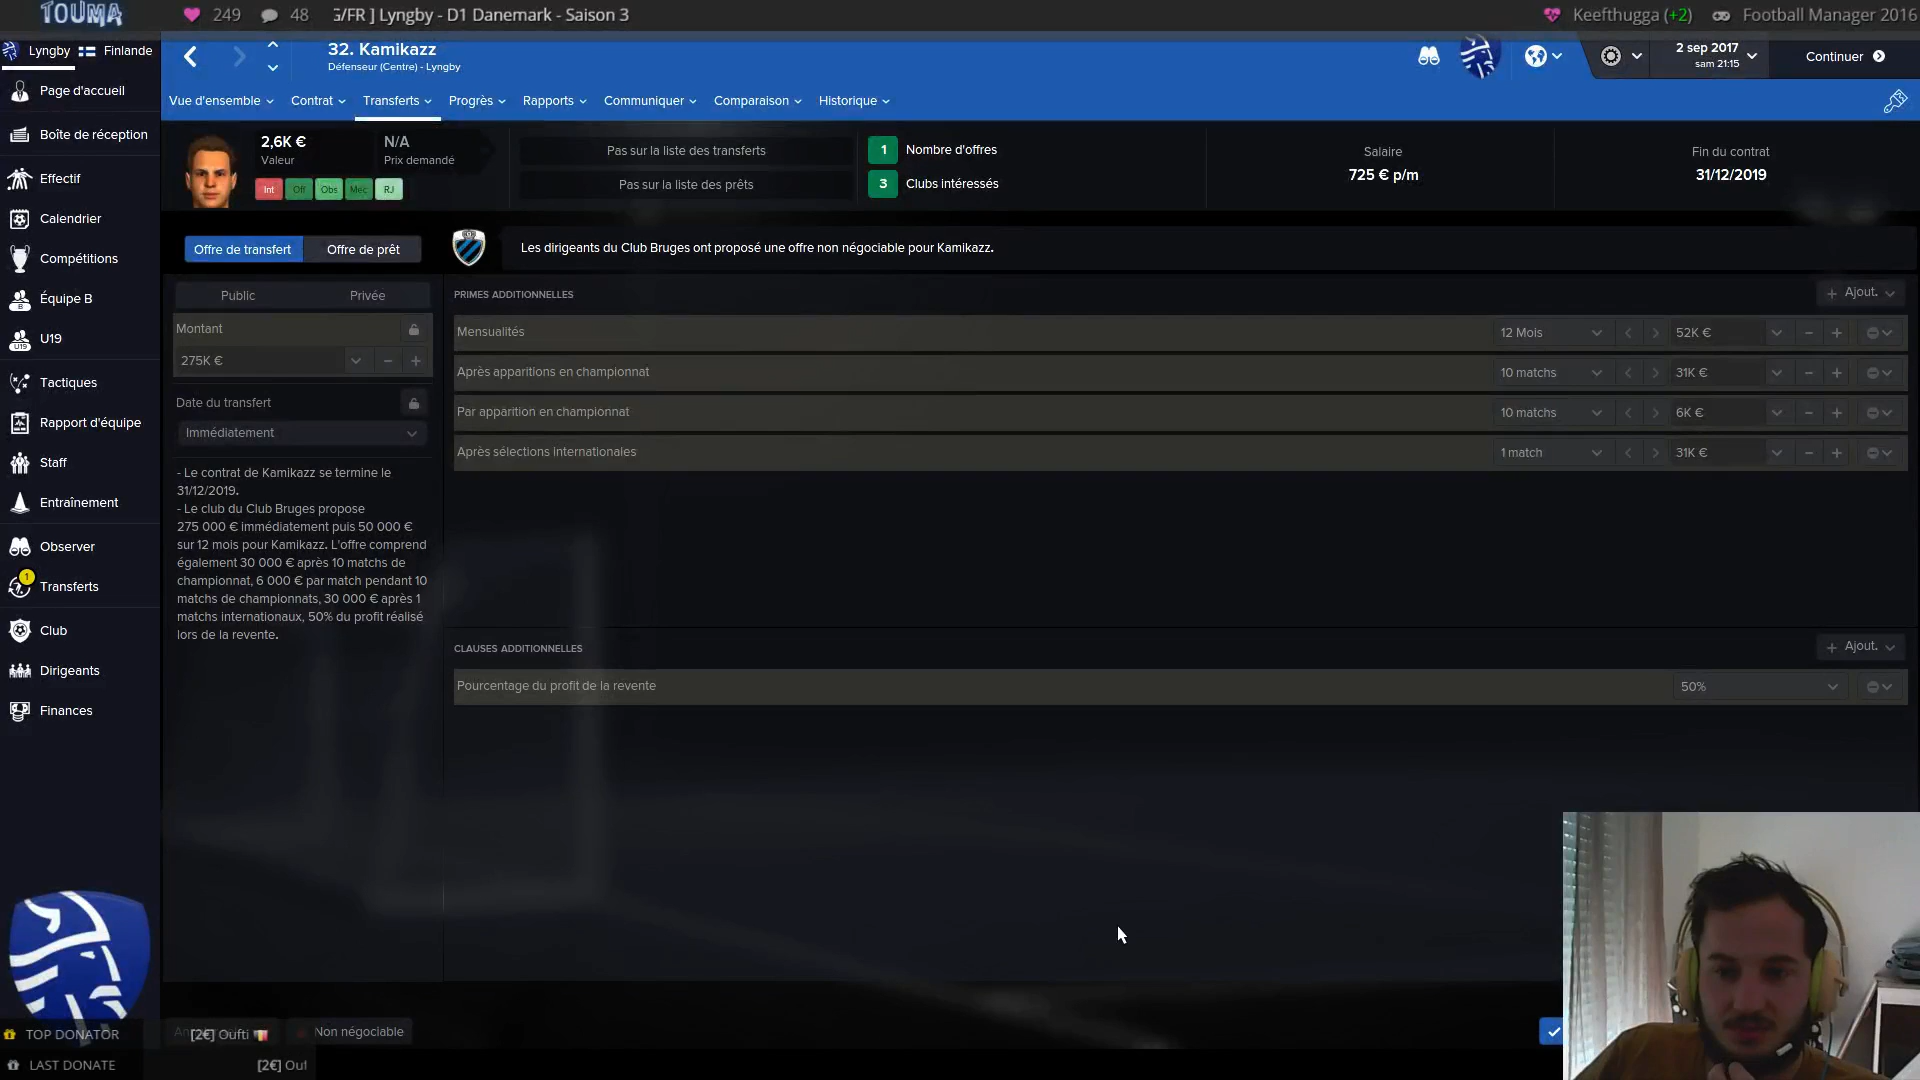 TOUMA
249
48
G/FR ] Lyngby - D1 Danemark - Saison 3
Keefthugga (+2)
Football Manager 2016
Lyngby
Finlande
32. Kamikazz
Défenseur (Centre) - Lyngby
2 sep 2017
sam 21:15
Continuer
Page d'accueil
Boîte de réception
Effectif
Calendrier
Compétitions
Équipe B
U19
Tactiques
Rapport d'équipe
Staff
Entraînement
Observer
1
Transferts
Club
Dirigeants
Finances
Vue d'ensemble
Contrat
Transferts
Progrès
Rapports
Communiquer
Comparaison
Historique
2,6K €
Valeur
N/A
Prix demandé
Int
Off
Obs
Mec
RJ
Pas sur la liste des transferts
Pas sur la liste des prêts
1 Nombre d'offres
3 Clubs intéressés
Salaire
725 € p/m
Fin du contrat
31/12/2019
Offre de transfert
Offre de prêt
Les dirigeants du Club Bruges ont proposé une offre non négociable pour Kamikazz.
Public
Privée
Montant
275K €
Date du transfert
Immédiatement
- Le contrat de Kamikazz se termine le
31/12/2019.
- Le club du Club Bruges propose
275 000 € immédiatement puis 50 000 €
sur 12 mois pour Kamikazz. L'offre comprend
également 30 000 € après 10 matchs de
championnat, 6 000 € par match pendant 10
matchs de championnats, 30 000 € après 1
matchs internationaux, 50% du profit réalisé
lors de la revente.
PRIMES ADDITIONNELLES
Ajout.
Mensualités
12 Mois
52K €
Après apparitions en championnat
10 matchs
31K €
Par apparition en championnat
10 matchs
6K €
Après sélections internationales
1 match
31K €
CLAUSES ADDITIONNELLES
Ajout.
Pourcentage du profit de la revente
50%
TOP DONATOR
[2€] Oufti
Non négociable
LAST DONATE
[2€] Ouf